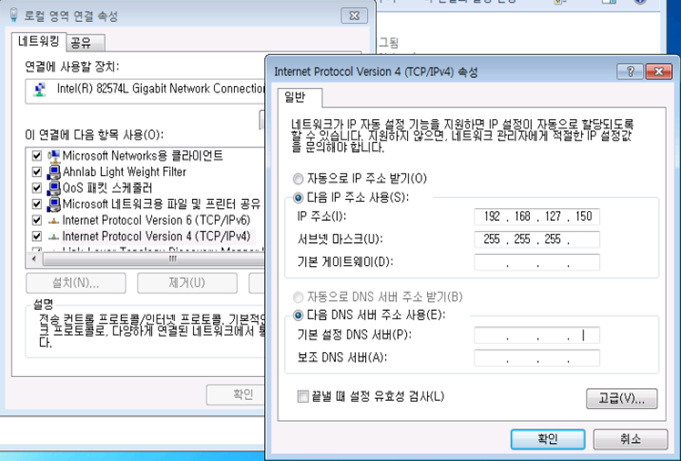 로컬 영역 연결 속성
네트워킹
공유
연결에 사용할 장치:
Intel(R) 82574L Gigabit Network Connection
이 연결에 다음 항목 사용(O):
Microsoft Networks용 클라이언트
Ahnlab Light Weight Filter
QoS 패킷 스케줄러
Microsoft 네트워크용 파일 및 프린터 공유
Internet Protocol Version 6 (TCP/IPv6)
Internet Protocol Version 4 (TCP/IPv4)
설치(N)...
제거(U)
설명
전송 컨트롤 프로토콜/인터넷 프로토콜. 기본적인
크 프로토콜로, 다양하게 연결된 네트워크에서
다.
확인
그됨
Internet Protocol Version 4 (TCP/IPv4) 속성
일반
네트워크가 IP 자동 설정 기능을 지원하면 IP 설정이 자동으로 할당되도록
할 수 있습니다. 지원하지 않으면, 네트워크 관리자에게 적절한 IP 설정값
을 문의해야 합니다.
자동으로 IP 주소 받기(O)
다음 IP 주소 사용(S):
IP 주소(I): 192 . 168 . 127 . 150
서브넷 마스크(U): 255 . 255 . 255 .
기본 게이트웨이(D): . . .
자동으로 DNS 서버 주소 받기(B)
다음 DNS 서버 주소 사용(E):
기본 설정 DNS 서버(P): . . .
보조 DNS 서버(A): . . .
끝낼 때 설정 유효성 검사(L)
고급(V)...
확인
취소